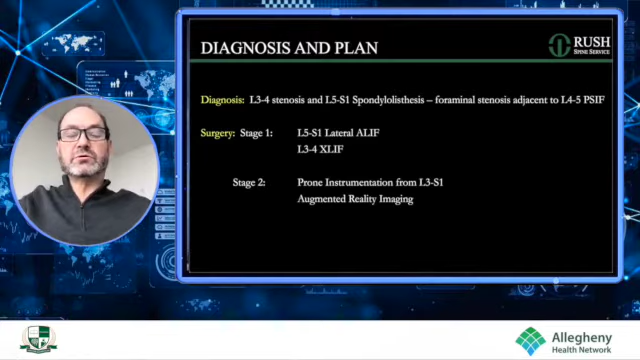 DIAGNOSIS AND PLAN
RUSH
SPINE SERVICE
Diagnosis: L3-4 stenosis and L5-S1 Spondylolisthesis – foraminal stenosis adjacent to L4-5 PSIF
Surgery: Stage 1: L5-S1 Lateral ALIF
L3-4 XLIF
Stage 2: Prone Instrumentation from L3-S1
Augmented Reality Imaging
Allegheny
Health Network